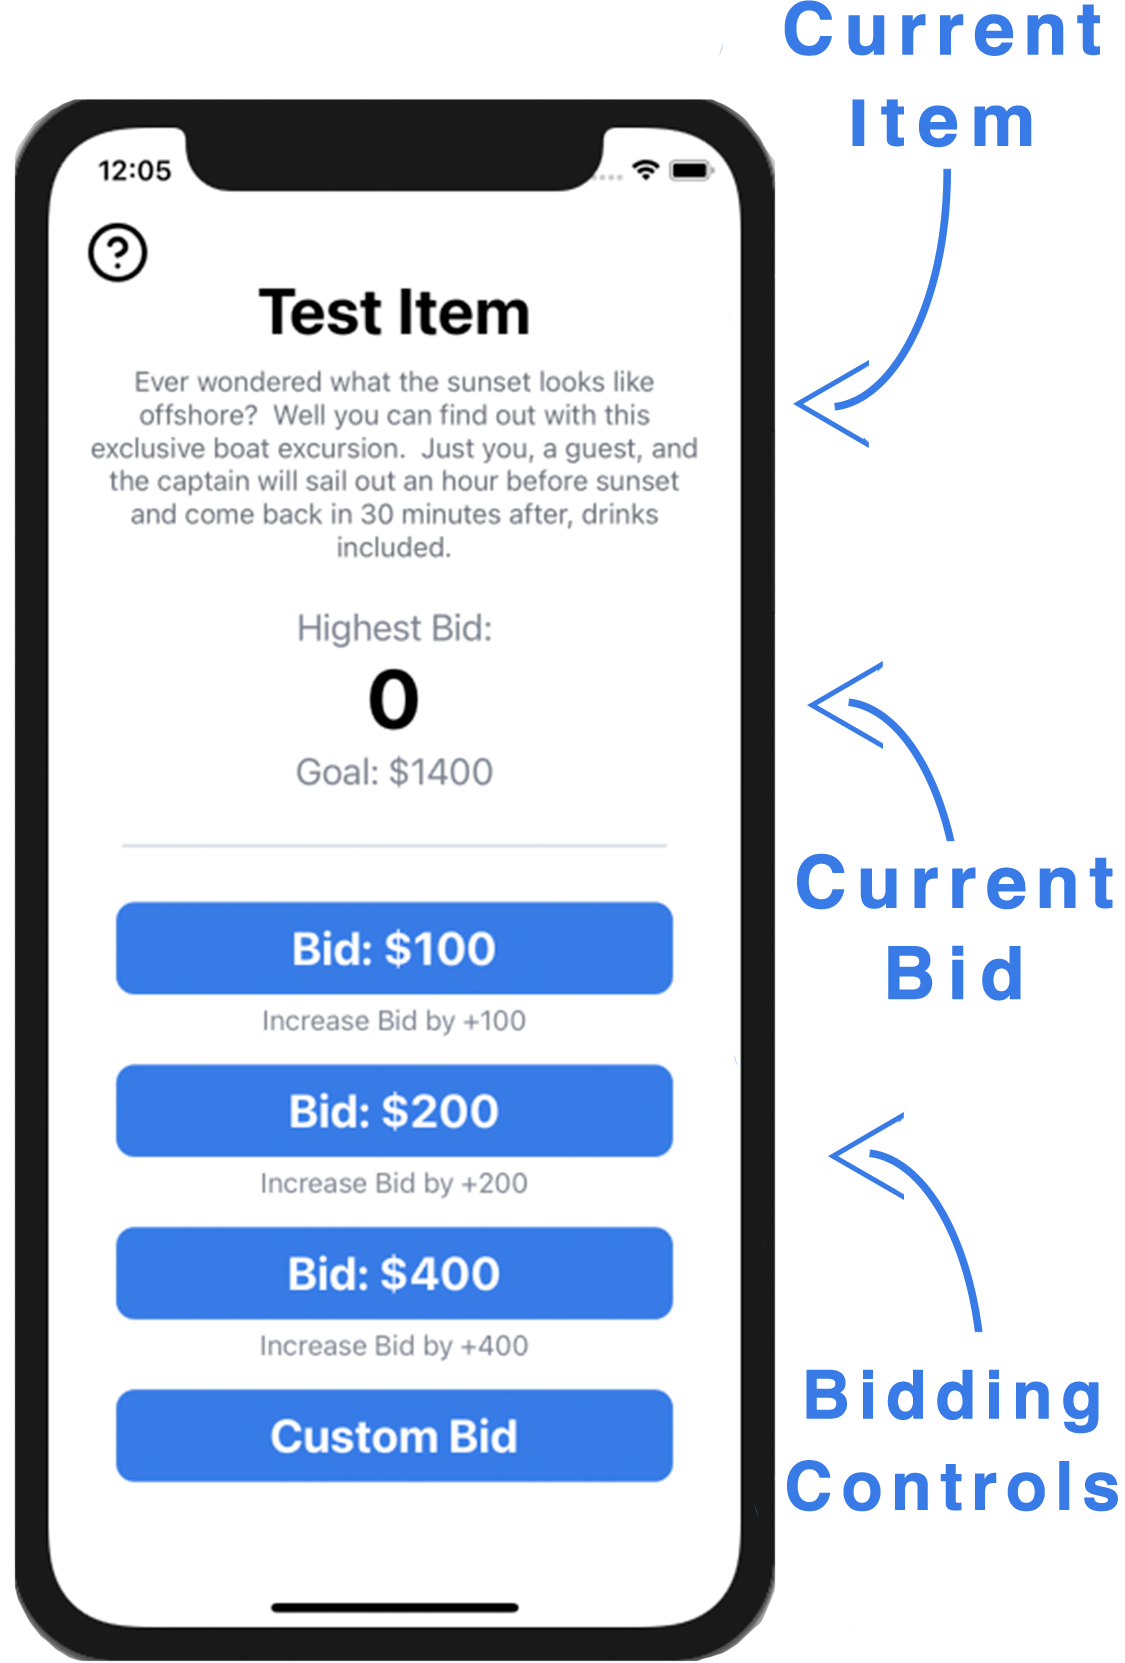 Current
Item
12:05
Test Item
Ever wondered what the sunset looks like
offshore?  Well you can find out with this
exclusive boat excursion.  Just you, a guest, and
the captain will sail out an hour before sunset
and come back in 30 minutes after, drinks
included.
Highest Bid:
0
Goal: $1400
Current
Bid
Bid: $100
Increase Bid by +100
Bid: $200
Increase Bid by +200
Bid: $400
Increase Bid by +400
Custom Bid
Bidding
Controls